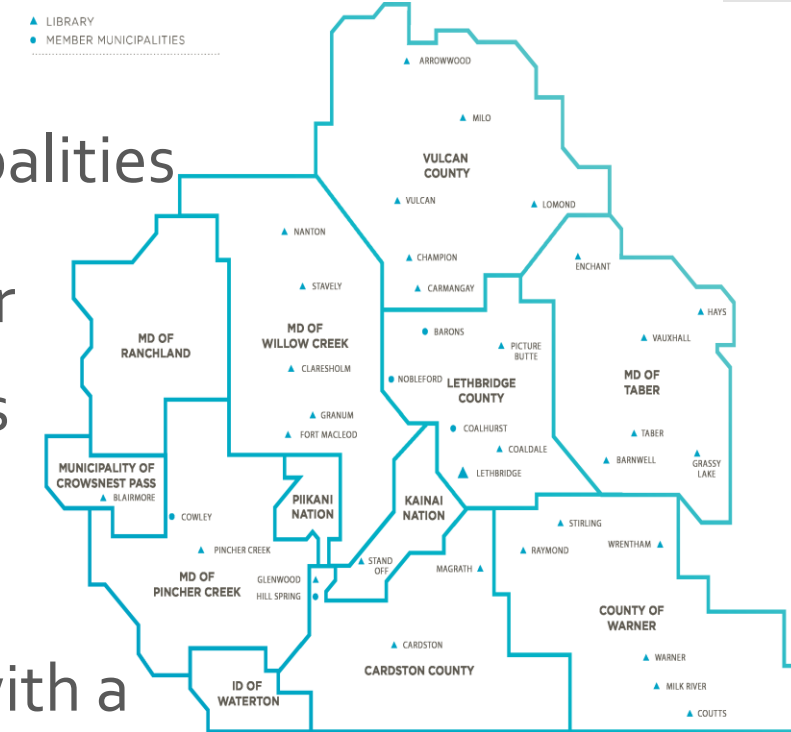 LIBRARY
MEMBER MUNICIPALITIES
palities
r
s
with a
ARROWWOOD
MILO
VULCAN
COUNTY
VULCAN
LOMOND
NANTON
CHAMPION
ENCHANT
STAVELY
CARMANGAY
HAYS
MD OF
RANCHLAND
MD OF
WILLOW CREEK
BARONS
PICTURE
BUTTE
VAUXHALL
CLARESHOLM
NOBLEFORD
LETHBRIDGE
COUNTY
MD OF
TABER
GRANUM
FORT MACLEOD
COALHURST
COALDALE
LETHBRIDGE
TABER
BARNWELL
GRASSY
LAKE
MUNICIPALITY OF
CROWSNEST PASS
BLAIRMORE
PIIKANI
NATION
KAINAI
NATION
COWLEY
STIRLING
PINCHER CREEK
RAYMOND
WRENTHAM
STAND
OFF
MAGRATH
MD OF
PINCHER CREEK
GLENWOOD
HILL SPRING
COUNTY OF
WARNER
CARDSTON
CARDSTON COUNTY
WARNER
ID OF
WATERTON
MILK RIVER
COUTTS